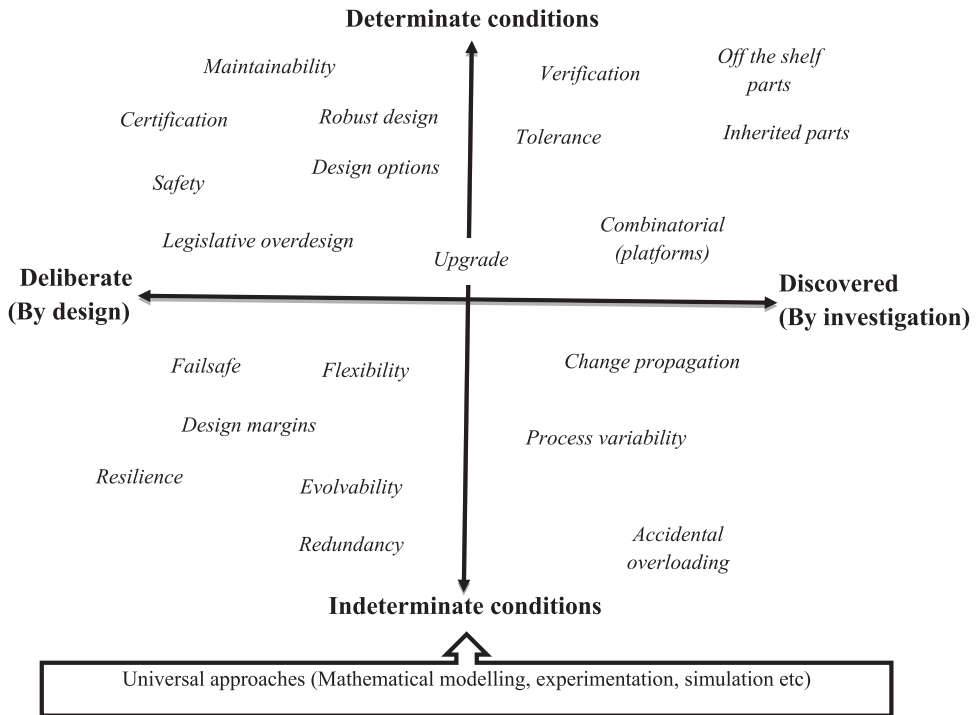 Determinate conditions
Maintainability
Verification
Off the shelf
parts
Certification
Robust design
Tolerance
Inherited parts
Design options
Safety
Legislative overdesign
Combinatorial
(platforms)
Upgrade
Deliberate
(By design)
Discovered
(By investigation)
Failsafe
Flexibility
Change propagation
Design margins
Process variability
Resilience
Evolvability
Redundancy
Accidental
overloading
Indeterminate conditions
Universal approaches (Mathematical modelling, experimentation, simulation etc)